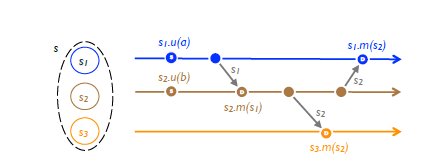 s
s₁
s₂
s₃
s₁.u(a)
s₁.m(s₂)
s₁
s₂.u(b)
s₂
s₂.m(s₁)
s₂
s₃.m(s₂)